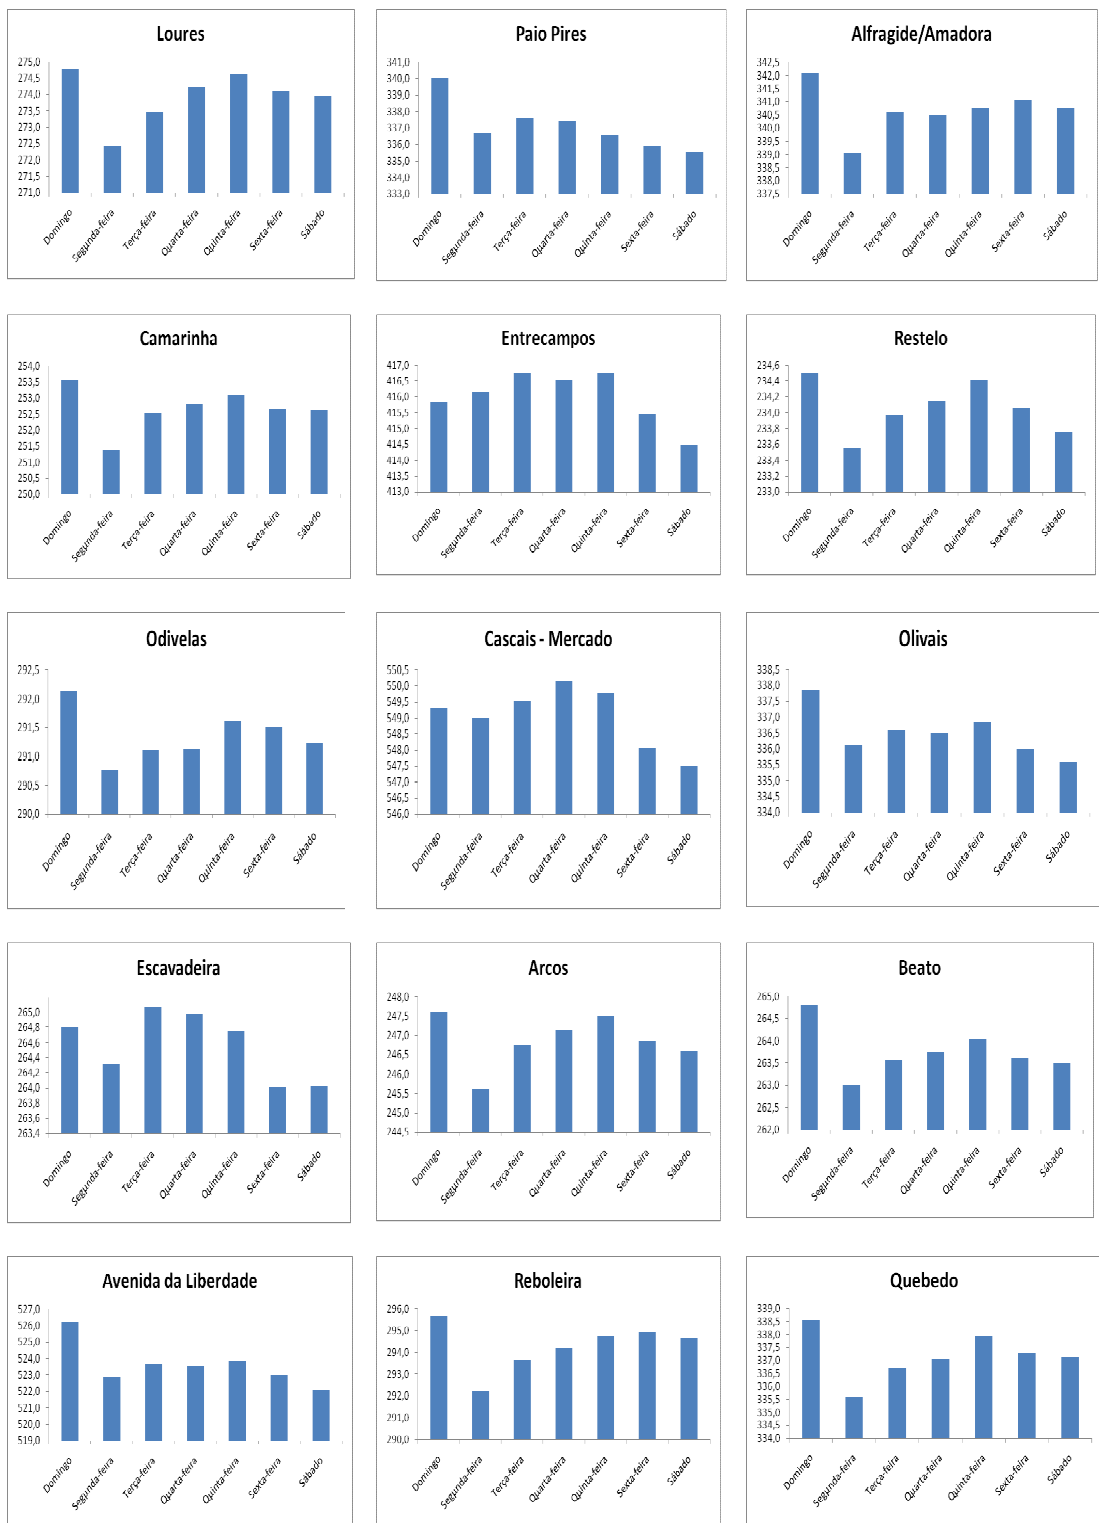 Loures
275,0
274,5
274,0
273,5
273,0
272,5
272,0
271,5
271,0
Domingo
Segunda-feira
Terça-feira
Quarta-feira
Quinta-feira
Sexta-feira
Sábado
Paio Pires
341,0
340,0
339,0
338,0
337,0
336,0
335,0
334,0
333,0
Domingo
Segunda-feira
Terça-feira
Quarta-feira
Quinta-feira
Sexta-feira
Sábado
Alfragide/Amadora
342,5
342,0
341,5
341,0
340,5
340,0
339,5
339,0
338,5
338,0
337,5
Domingo
Segunda-feira
Terça-feira
Quarta-feira
Quinta-feira
Sexta-feira
Sábado
Camarinha
254,0
253,5
253,0
252,5
252,0
251,5
251,0
250,5
250,0
Domingo
Segunda-feira
Terça-feira
Quarta-feira
Quinta-feira
Sexta-feira
Sábado
Entrecampos
417,0
416,5
416,0
415,5
415,0
414,5
414,0
413,5
413,0
Domingo
Segunda-feira
Terça-feira
Quarta-feira
Quinta-feira
Sexta-feira
Sábado
Restelo
234,6
234,4
234,2
234,0
233,8
233,6
233,4
233,2
233,0
Domingo
Segunda-feira
Terça-feira
Quarta-feira
Quinta-feira
Sexta-feira
Sábado
Odivelas
292,5
292,0
291,5
291,0
290,5
290,0
Domingo
Segunda-feira
Terça-feira
Quarta-feira
Quinta-feira
Sexta-feira
Sábado
Cascais - Mercado
550,5
550,0
549,5
549,0
548,5
548,0
547,5
547,0
546,5
546,0
Domingo
Segunda-feira
Terça-feira
Quarta-feira
Quinta-feira
Sexta-feira
Sábado
Olivais
338,5
338,0
337,5
337,0
336,5
336,0
335,5
335,0
334,5
334,0
Domingo
Segunda-feira
Terça-feira
Quarta-feira
Quinta-feira
Sexta-feira
Sábado
Escavadeira
265,0
264,8
264,6
264,4
264,2
264,0
263,8
263,6
263,4
Domingo
Segunda-feira
Terça-feira
Quarta-feira
Quinta-feira
Sexta-feira
Sábado
Arcos
248,0
247,5
247,0
246,5
246,0
245,5
245,0
244,5
Domingo
Segunda-feira
Terça-feira
Quarta-feira
Quinta-feira
Sexta-feira
Sábado
Beato
265,0
264,5
264,0
263,5
263,0
262,5
262,0
Domingo
Segunda-feira
Terça-feira
Quarta-feira
Quinta-feira
Sexta-feira
Sábado
Avenida da Liberdade
527,0
526,0
525,0
524,0
523,0
522,0
521,0
520,0
519,0
Domingo
Segunda-feira
Terça-feira
Quarta-feira
Quinta-feira
Sexta-feira
Sábado
Reboleira
296,0
295,0
294,0
293,0
292,0
291,0
290,0
Domingo
Segunda-feira
Terça-feira
Quarta-feira
Quinta-feira
Sexta-feira
Sábado
Quebedo
339,0
338,5
338,0
337,5
337,0
336,5
336,0
335,5
335,0
334,5
334,0
Domingo
Segunda-feira
Terça-feira
Quarta-feira
Quinta-feira
Sexta-feira
Sábado